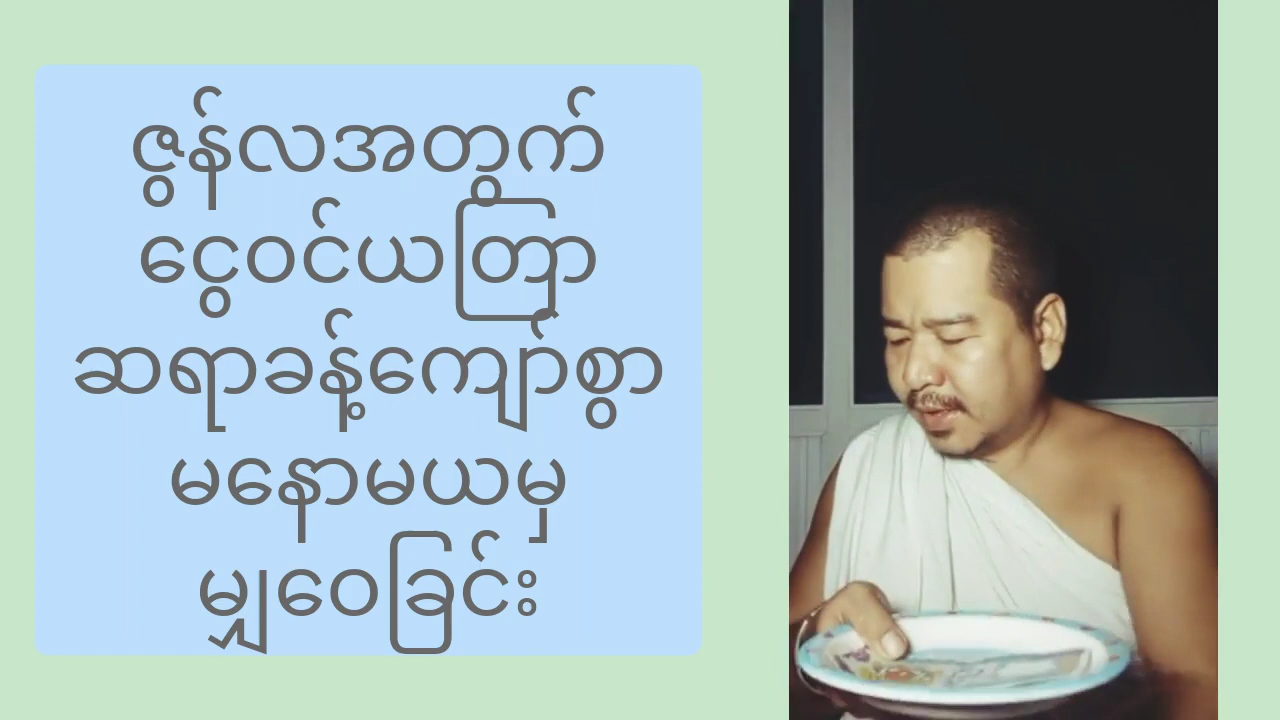 ဇွန်လအတွက်
ငွေဝင်ယတြာ
ဆရာခန့်ကျော်စွာ
မနောမယမှ
မျှဝေခြင်း